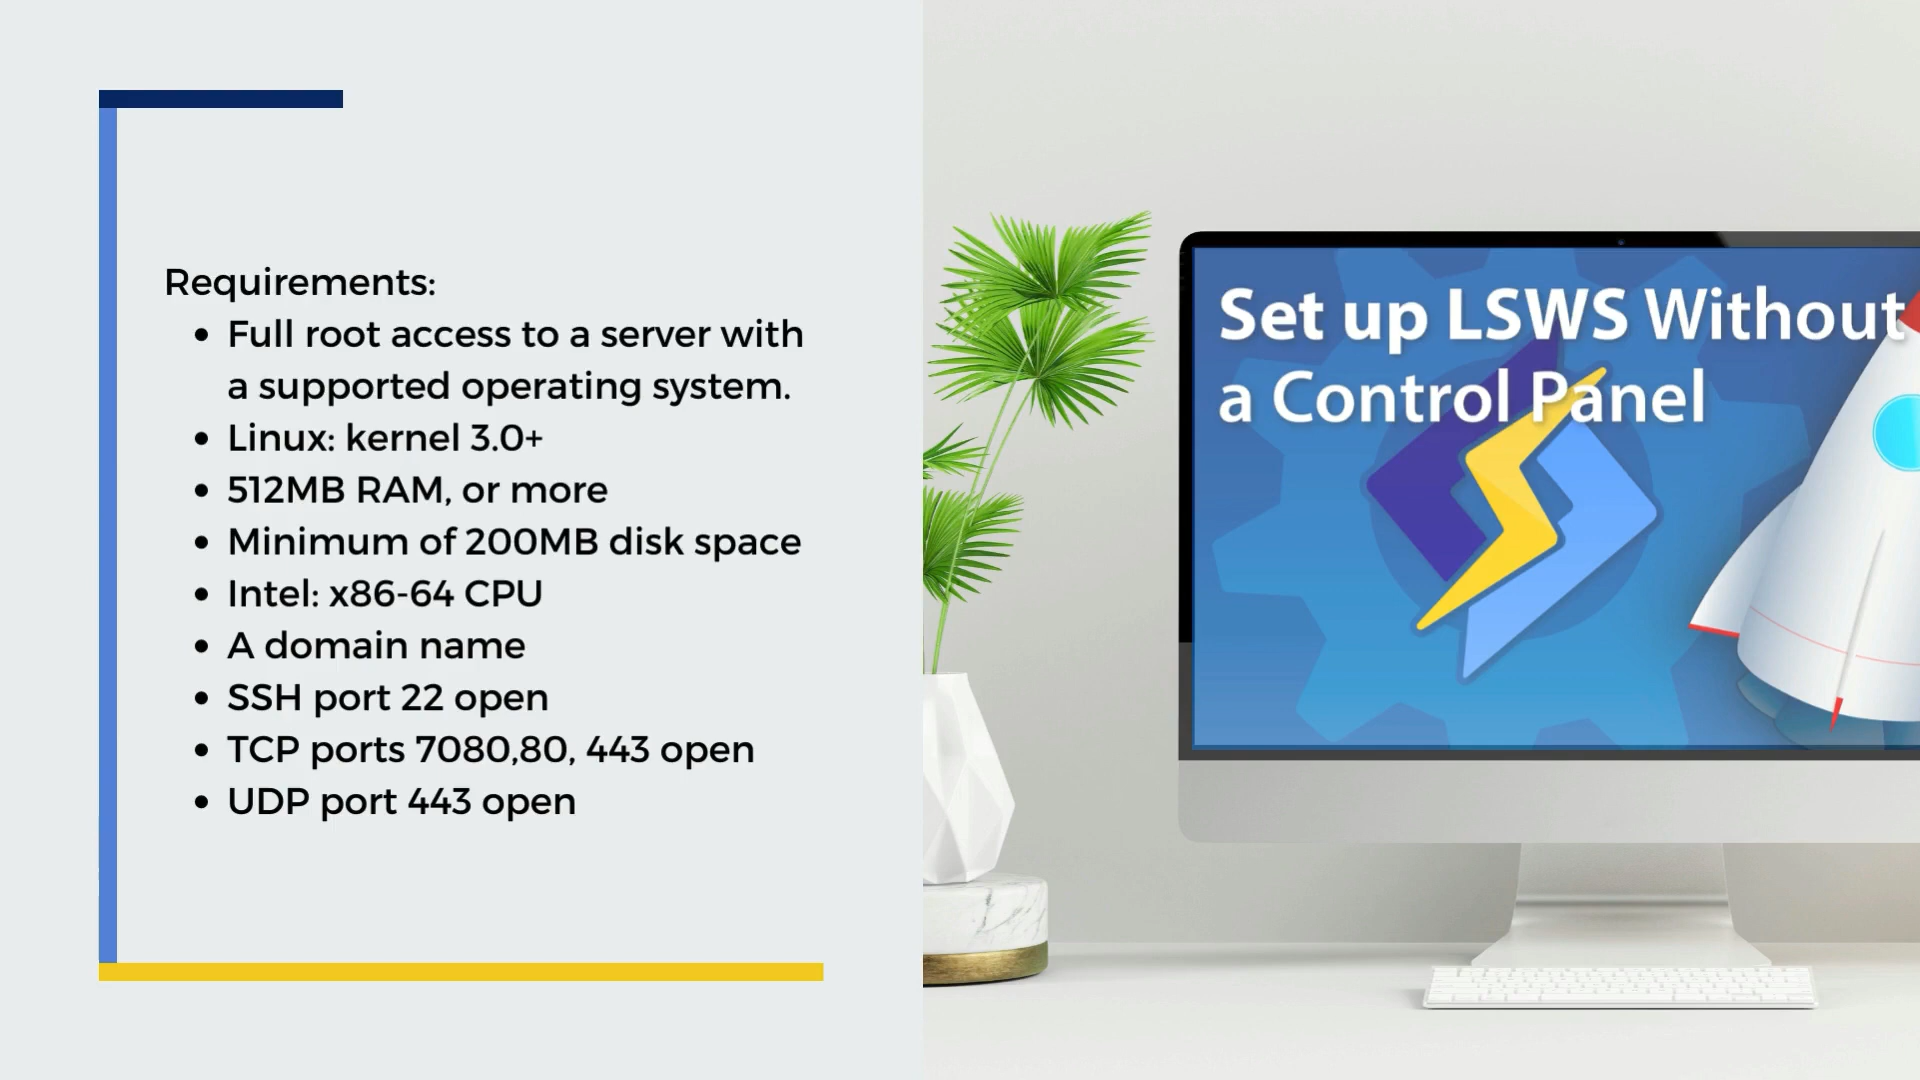 Requirements:
• Full root access to a server with
a supported operating system.
• Linux: kernel 3.0+
• 512MB RAM, or more
• Minimum of 200MB disk space
• Intel: x86-64 CPU
• A domain name
• SSH port 22 open
• TCP ports 7080,80, 443 open
• UDP port 443 open
Set up LSWS Without
a Control Panel